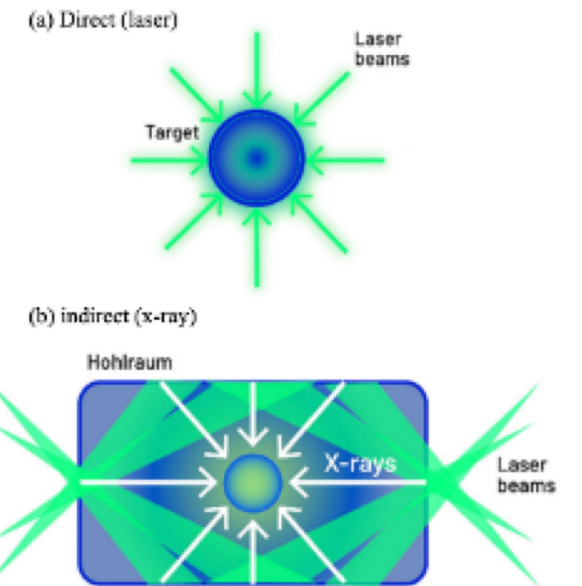 (a) Direct (laser)
Laser
beams
Target
(b) indirect (x-ray)
Hohlraum
X-rays
Laser
beams